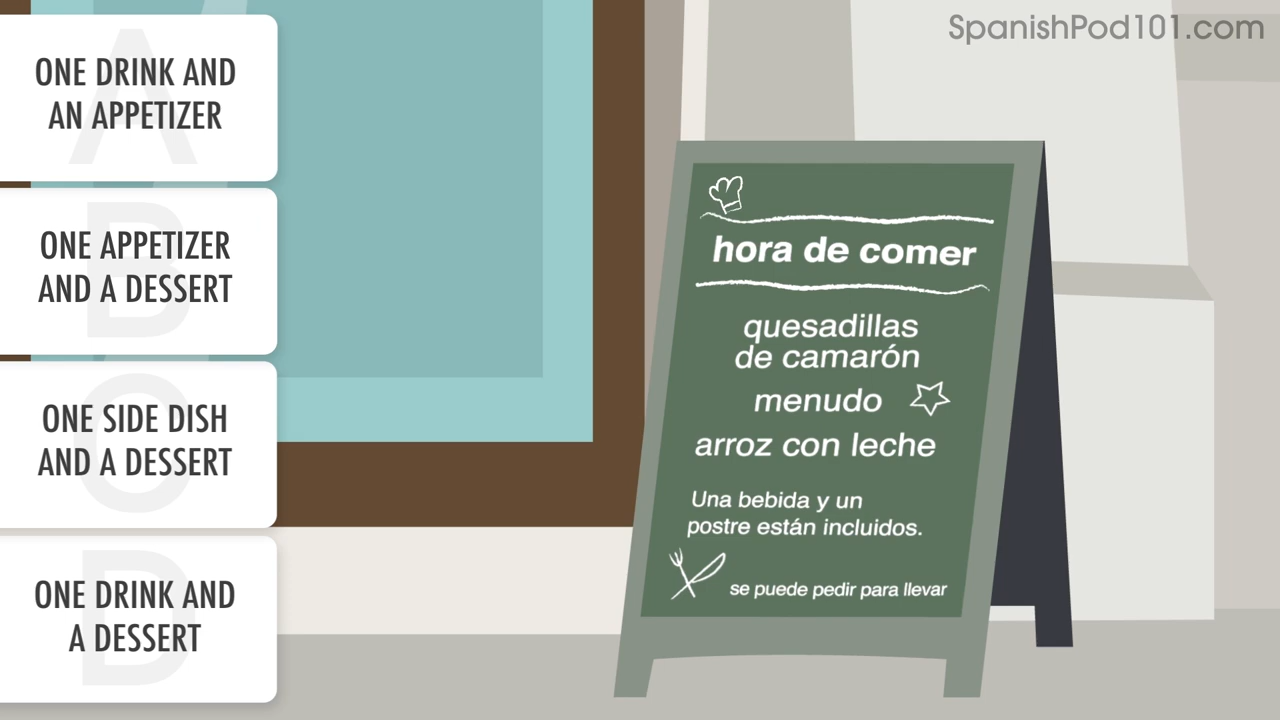 SpanishPod101.com
A
ONE DRINK AND
AN APPETIZER
B
ONE APPETIZER
AND A DESSERT
C
ONE SIDE DISH
AND A DESSERT
D
ONE DRINK AND
A DESSERT
hora de comer
quesadillas
de camarón
menudo
arroz con leche
Una bebida y un
postre están incluidos.
se puede pedir para llevar